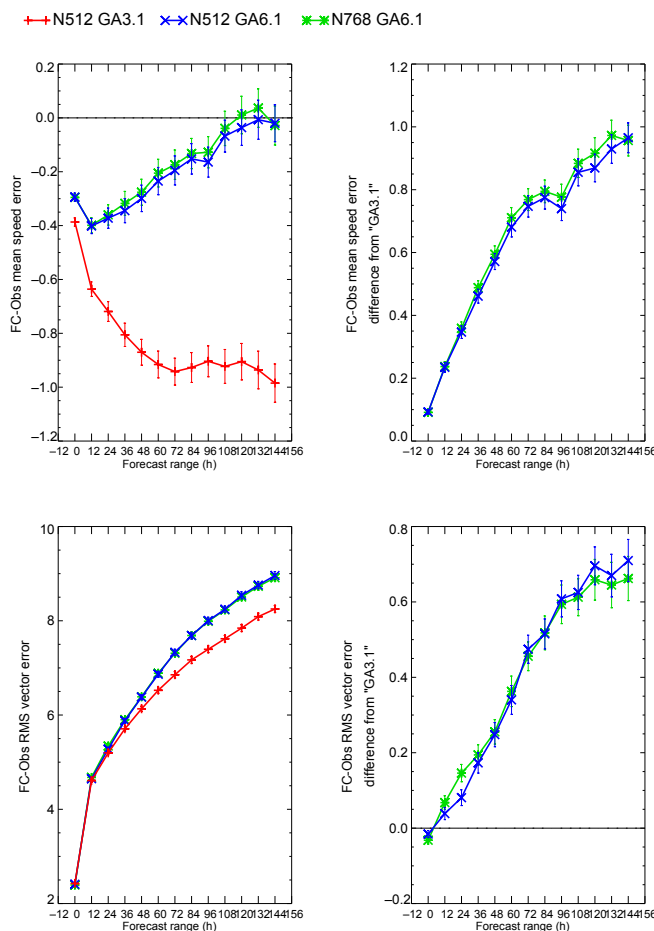 N512 GA3.1 N512 GA6.1 N768 GA6.1
0.2
0.0
−0.2
−0.4
−0.6
−0.8
−1.0
−1.2
FC-Obs mean speed error
−12 0 12 24 36 48 60 72 84 96 108 120 132 144 156
Forecast range (h)
1.2
1.0
0.8
0.6
0.4
0.2
0.0
FC-Obs mean speed error
difference from "GA3.1"
−12 0 12 24 36 48 60 72 84 96 108 120 132 144 156
Forecast range (h)
10
8
6
4
2
FC-Obs RMS vector error
−12 0 12 24 36 48 60 72 84 96 108 120 132 144 156
Forecast range (h)
0.8
0.6
0.4
0.2
0.0
−0.2
FC-Obs RMS vector error
difference from "GA3.1"
−12 0 12 24 36 48 60 72 84 96 108 120 132 144 156
Forecast range (h)